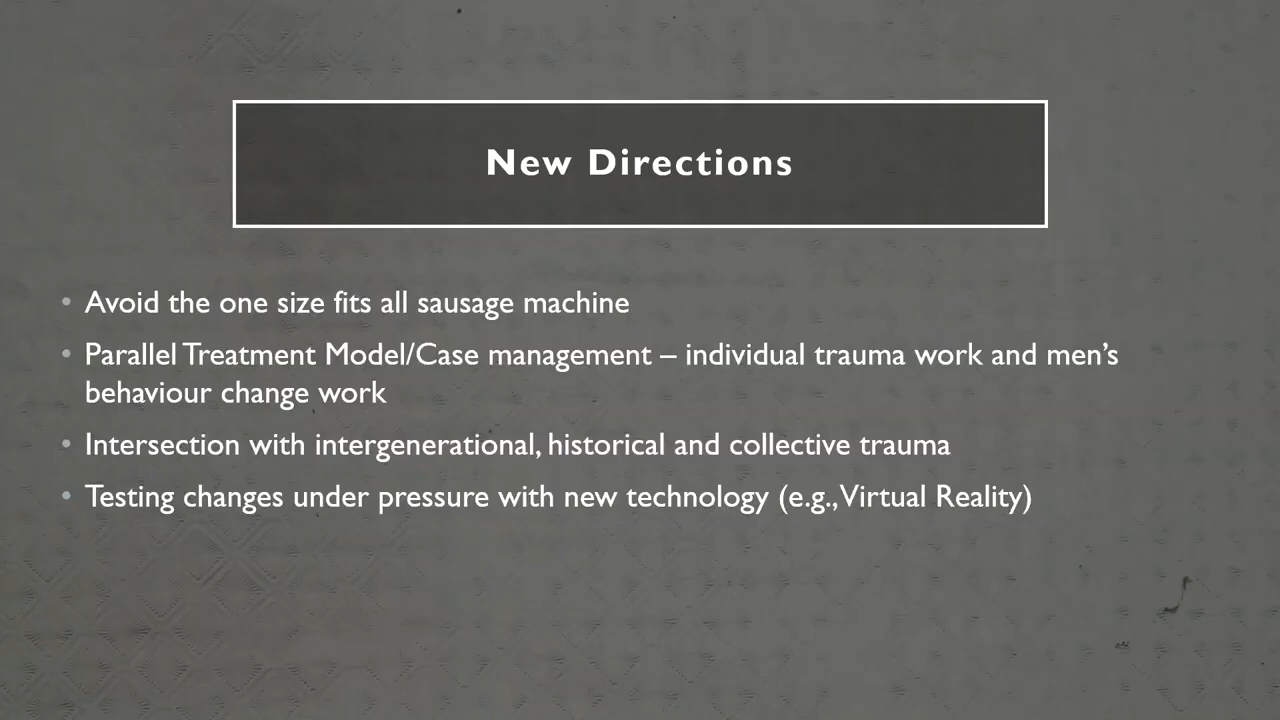 New Directions
• Avoid the one size fits all sausage machine
• Parallel Treatment Model/Case management – individual trauma work and men’s
behaviour change work
• Intersection with intergenerational, historical and collective trauma
• Testing changes under pressure with new technology (e.g., Virtual Reality)